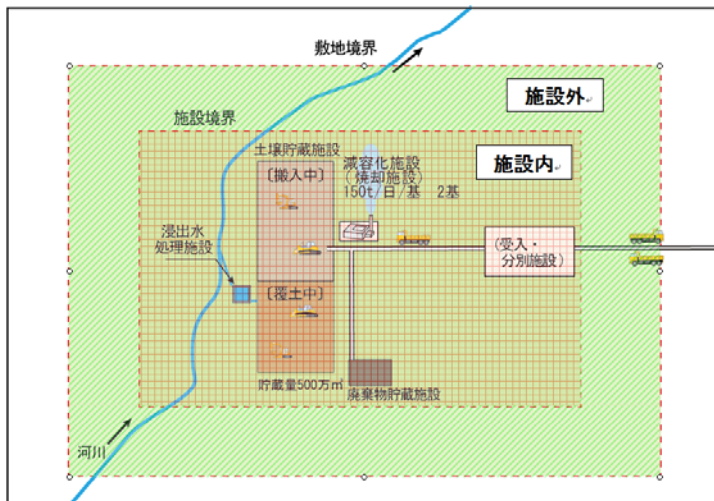 敷地境界
施設外
施設境界
土壌貯蔵施設
減容化施設
(焼却施設)
150t/日/基 2基
施設内
〔搬入中〕
浸出水
処理施設
(受入・
分別施設)
〔覆土中〕
貯蔵量500万㎥
廃棄物貯蔵施設
河川